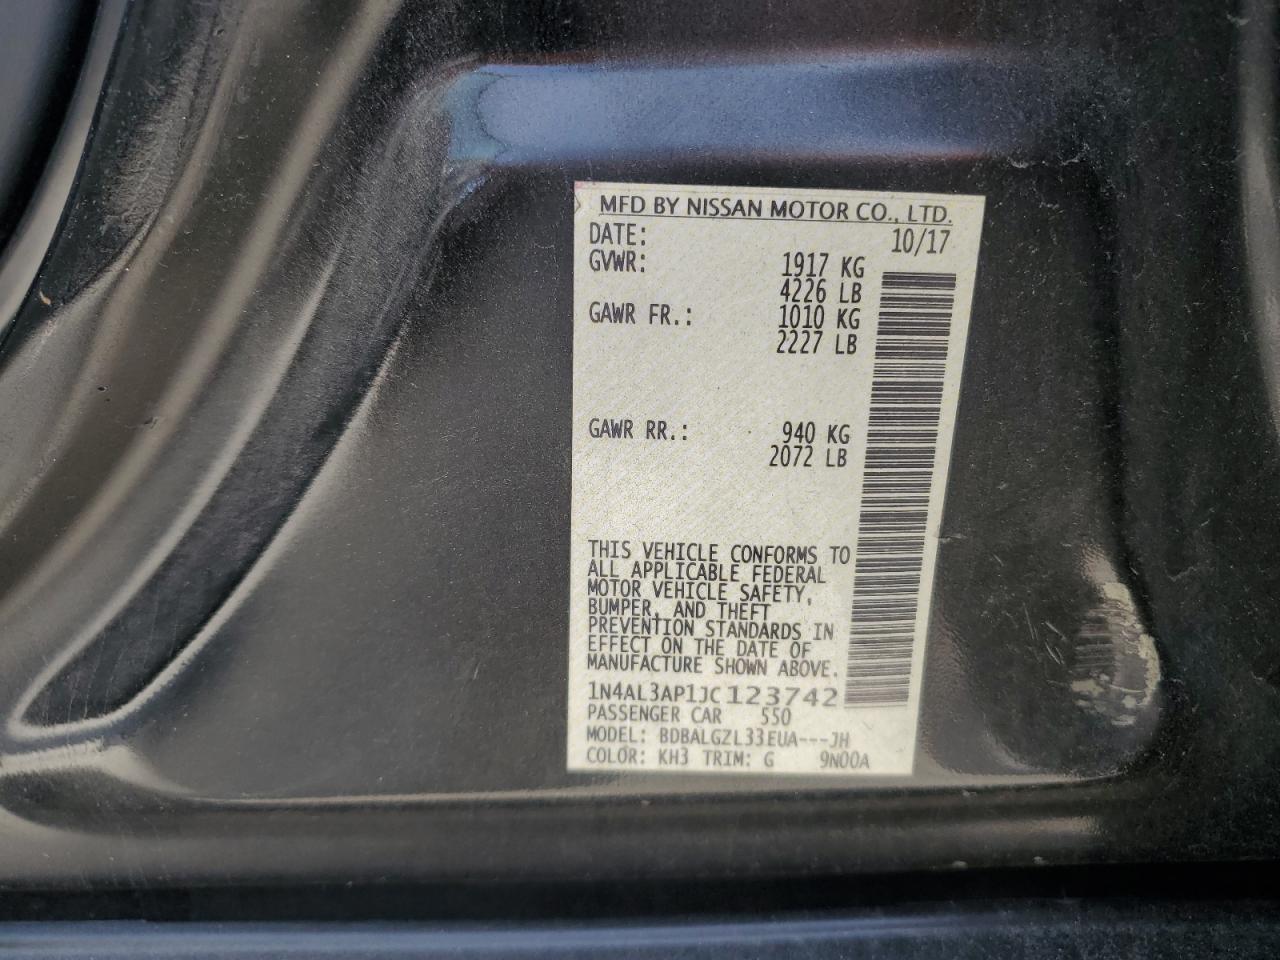 MFD BY NISSAN MOTOR CO., LTD.
DATE: 10/17
GVWR: 1917 KG
4226 LB
GAWR FR.: 1010 KG
2227 LB
GAWR RR.: 940 KG
2072 LB
THIS VEHICLE CONFORMS TO
ALL APPLICABLE FEDERAL
MOTOR VEHICLE SAFETY,
BUMPER, AND THEFT
PREVENTION STANDARDS IN
EFFECT ON THE DATE OF
MANUFACTURE SHOWN ABOVE.
1N4AL3AP1JC123742
PASSENGER CAR 550
MODEL: BDBALGZL33EUA---JH
COLOR: KH3 TRIM: G 9N00A